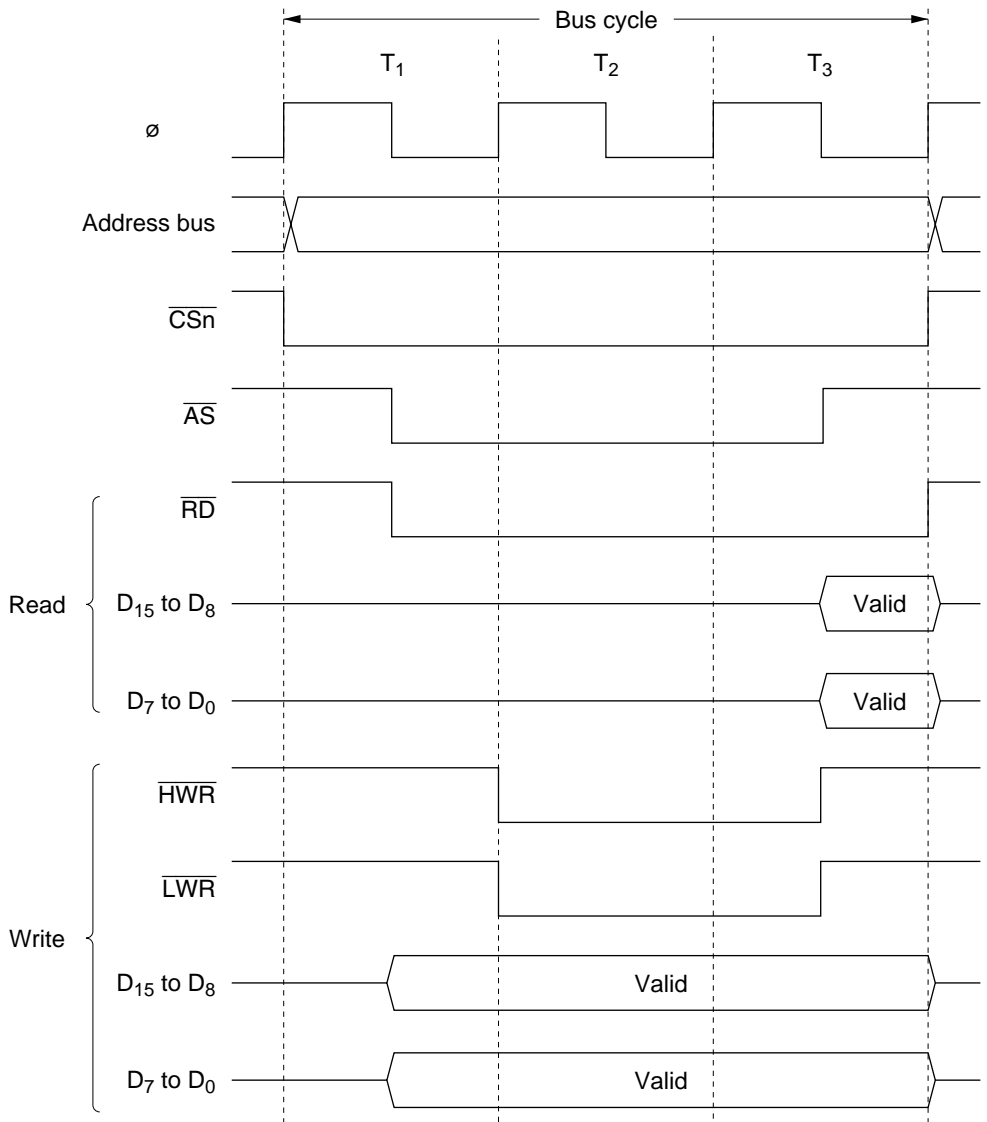 Bus cycle
T1 T2 T3
ø
Address bus
CSn
AS
RD
Read
D15 to D8 Valid
D7 to D0 Valid
HWR
LWR
Write
D15 to D8 Valid
D7 to D0 Valid